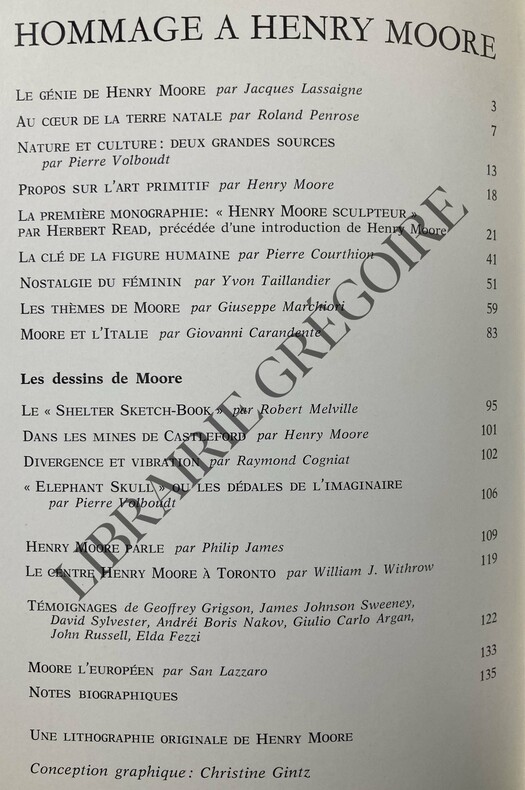 HOMMAGE A HENRY MOORE
LE GÉNIE DE HENRY MOORE par Jacques Lassaigne 3
AU CŒUR DE LA TERRE NATALE par Roland Penrose 7
NATURE ET CULTURE : DEUX GRANDES SOURCES
par Pierre Volboudt 13
PROPOS SUR L'ART PRIMITIF par Henry Moore 18
LA PREMIÈRE MONOGRAPHIE: « HENRY MOORE SCULPTEUR »
PAR HERBERT READ, précédée d'une introduction de Henry Moore 21
LA CLÉ DE LA FIGURE HUMAINE par Pierre Courthion 41
NOSTALGIE DU FÉMININ par Yvon Taillandier 51
LES THÈMES DE MOORE par Giuseppe Marchiori 59
MOORE ET L'ITALIE par Giovanni Carandente 83
Les dessins de Moore
LE « SHELTER SKETCH-BOOK » par Robert Melville 95
DANS LES MINES DE CASTLEFORD par Henry Moore 101
DIVERGENCE ET VIBRATION par Raymond Cogniat 102
« ELEPHANT SKULL » OU LES DÉDALES DE L'IMAGINAIRE
par Pierre Volboudt 106
HENRY MOORE PARLE par Philip James 109
LE CENTRE HENRY MOORE À TORONTO par William J. Withrow 119
TÉMOIGNAGES de Geoffrey Grigson, James Johnson Sweeney,
David Sylvester, Andréi Boris Nakov, Giulio Carlo Argan,
John Russell, Elda Fezzi 122
MOORE L'EUROPÉEN par San Lazzaro 133
NOTES BIOGRAPHIQUES 135
UNE LITHOGRAPHIE ORIGINALE DE HENRY MOORE
Conception graphique : Christine Gintz
LIBRAIRIE GRÉGOIRE